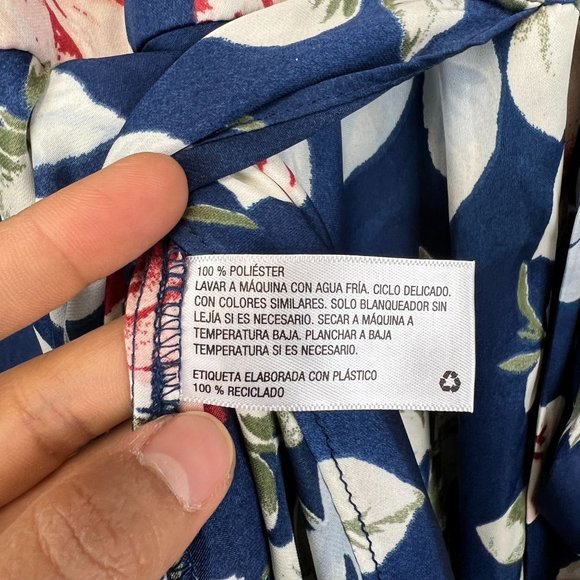 100 % POLIÉSTER
LAVAR A MÁQUINA CON AGUA FRÍA. CICLO DELICADO.
CON COLORES SIMILARES. SOLO BLANQUEADOR SIN
LEJÍA SI ES NECESARIO. SECAR A MÁQUINA A
TEMPERATURA BAJA. PLANCHAR A BAJA
TEMPERATURA SI ES NECESARIO.
ETIQUETA ELABORADA CON PLÁSTICO
100 % RECICLADO